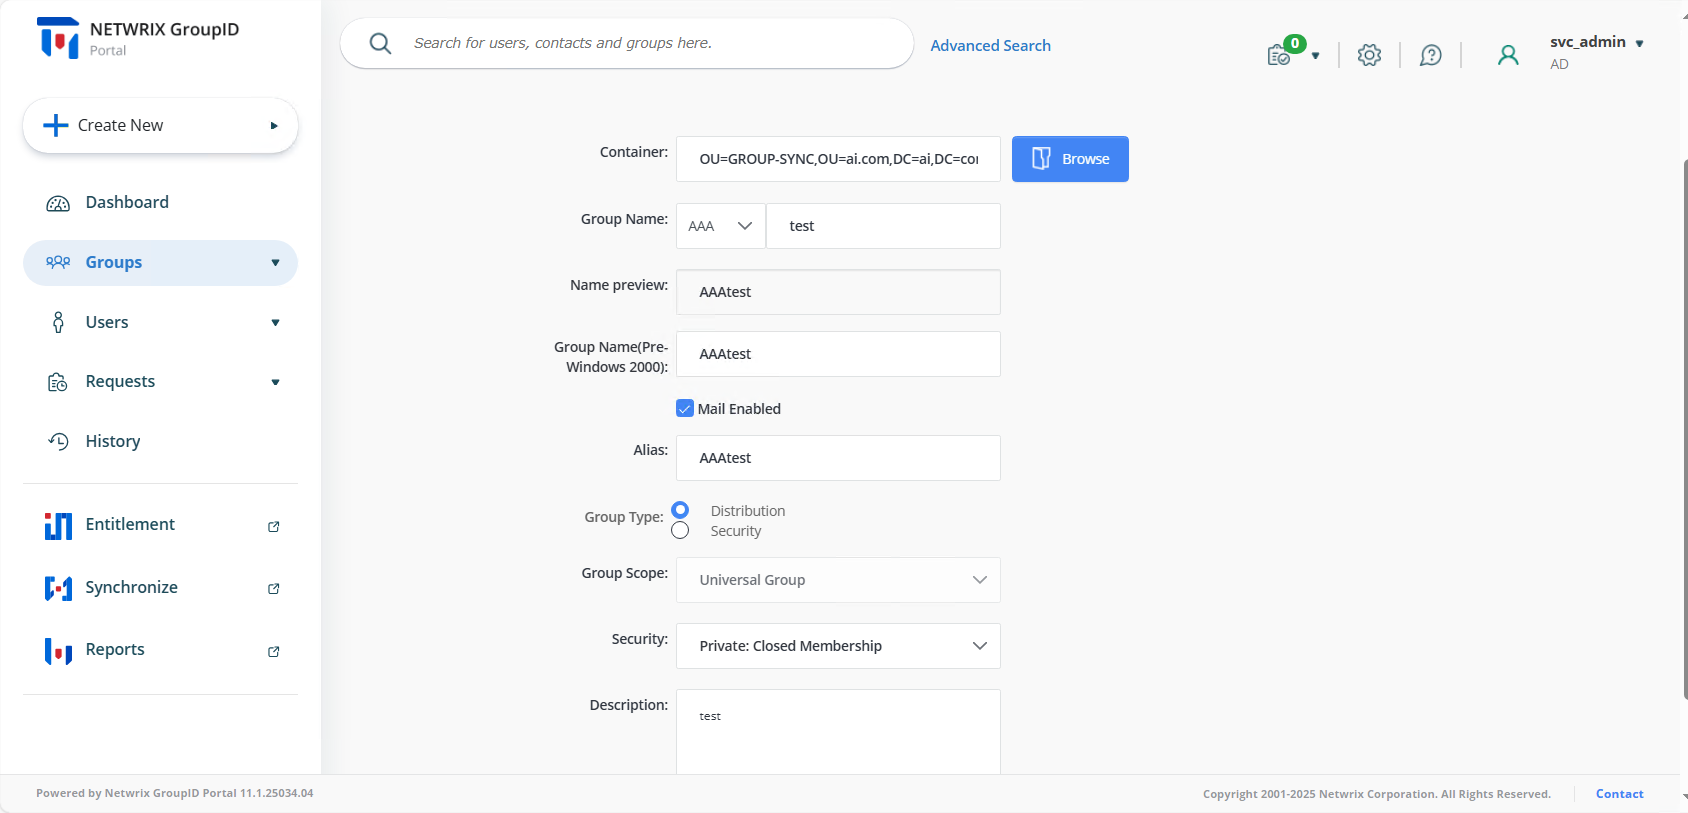 NETWRIX GroupID
Portal
Search for users, contacts and groups here.
Advanced Search
0
svc_admin
AD
Create New
Dashboard
Groups
Users
Requests
History
Entitlement
Synchronize
Reports
Container: OU=GROUP-SYNC,OU=ai.com,DC=ai,DC=co
Browse
Group Name: AAA test
Name preview: AAAtest
Group Name(Pre-
Windows 2000): AAAtest
Mail Enabled
Alias: AAAtest
Group Type: Distribution
Security
Group Scope: Universal Group
Security: Private: Closed Membership
Description: test
Powered by Netwrix GroupID Portal 11.1.25034.04
Copyright 2001-2025 Netwrix Corporation. All Rights Reserved.
Contact